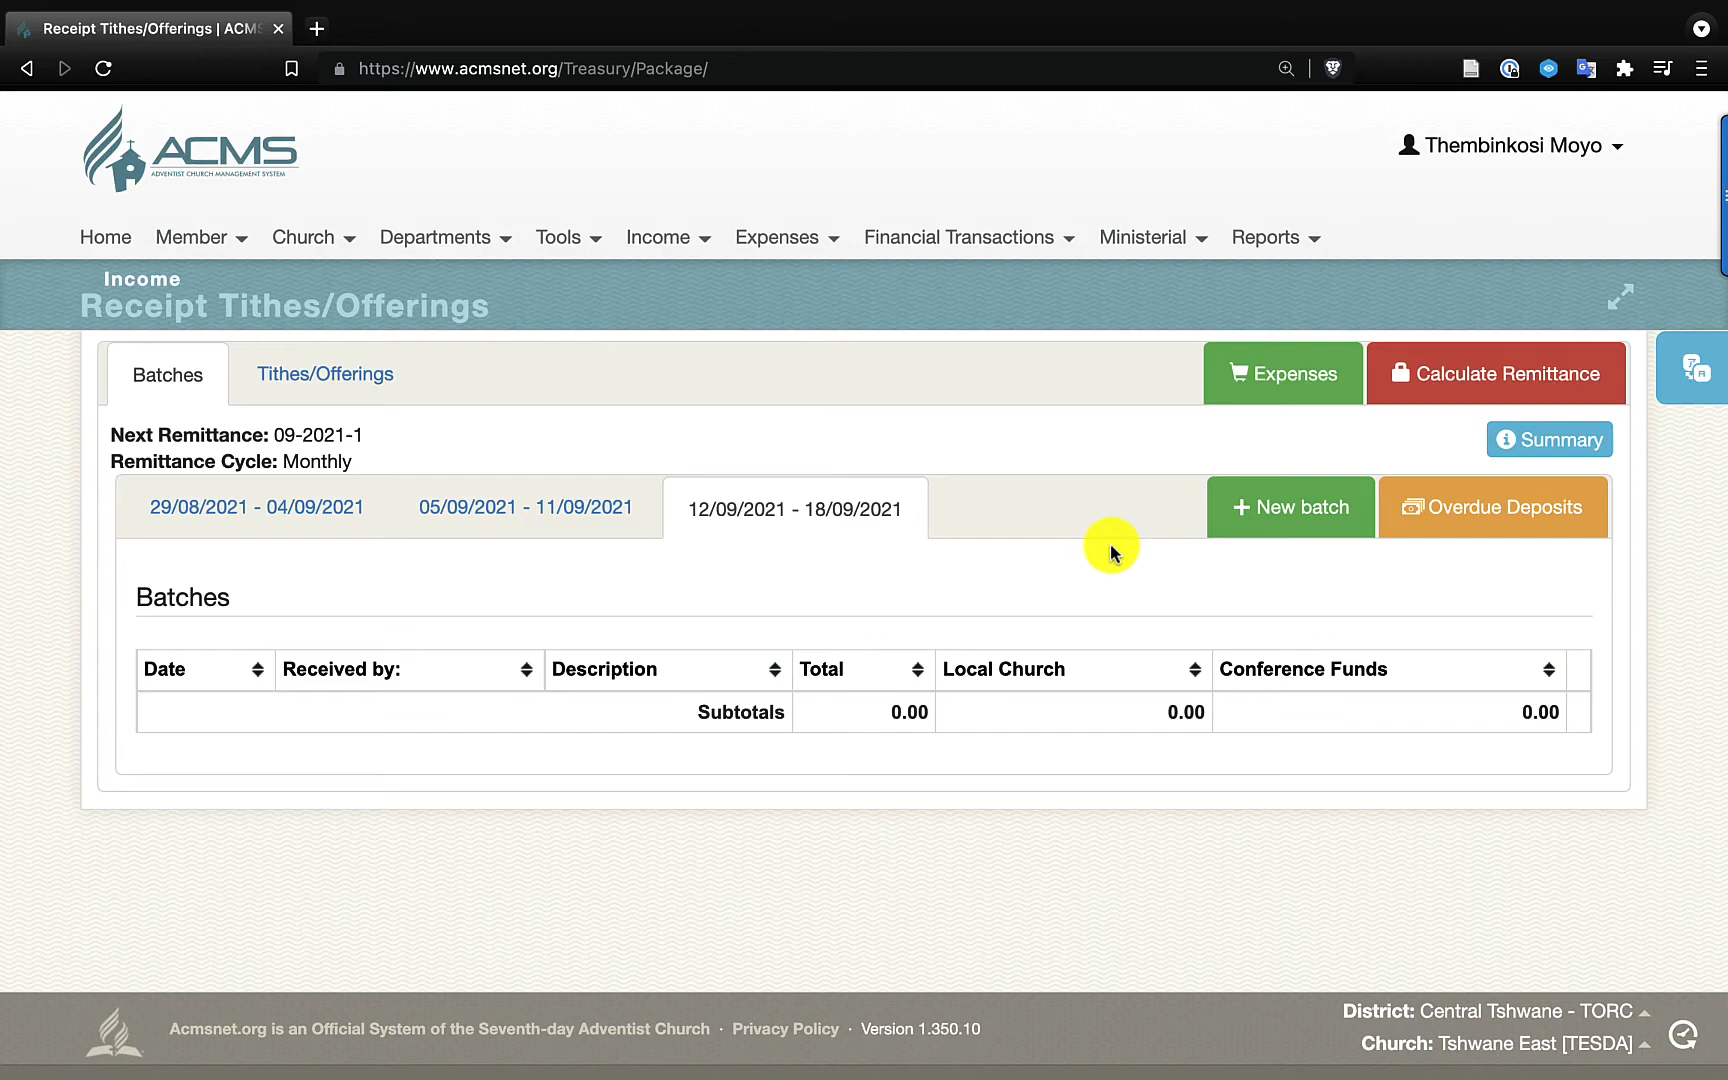 Receipt Tithes/Offerings | ACMS
https://www.acmsnet.org/Treasury/Package/
ACMS
ADVENTIST CHURCH MANAGEMENT SYSTEM
Thembinkosi Moyo
Home Member Church Departments Tools Income Expenses Financial Transactions Ministerial Reports
Income
Receipt Tithes/Offerings
Batches Tithes/Offerings Expenses Calculate Remittance
Next Remittance: 09-2021-1
Remittance Cycle: Monthly
Summary
29/08/2021 - 04/09/2021 05/09/2021 - 11/09/2021 12/09/2021 - 18/09/2021 + New batch Overdue Deposits
Batches
Date Received by: Description Total Local Church Conference Funds
Subtotals 0.00 0.00 0.00
Acmsnet.org is an Official System of the Seventh-day Adventist Church · Privacy Policy · Version 1.350.10
District: Central Tshwane - TORC
Church: Tshwane East [TESDA]